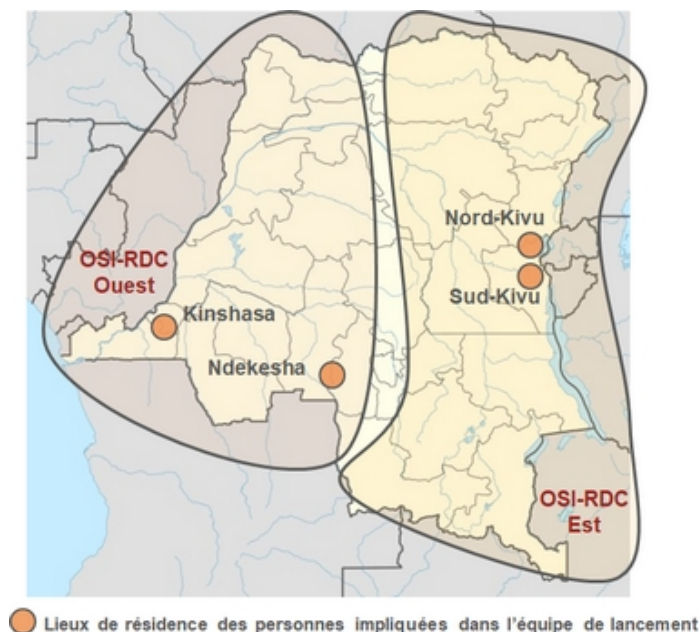 Nord-Kivu
OSI-RDC
Ouest
Sud-Kivu
Kinshasa
Ndekesha
OSI-RDC
Est
Lieux de résidence des personnes impliquées dans l'équipe de lancement